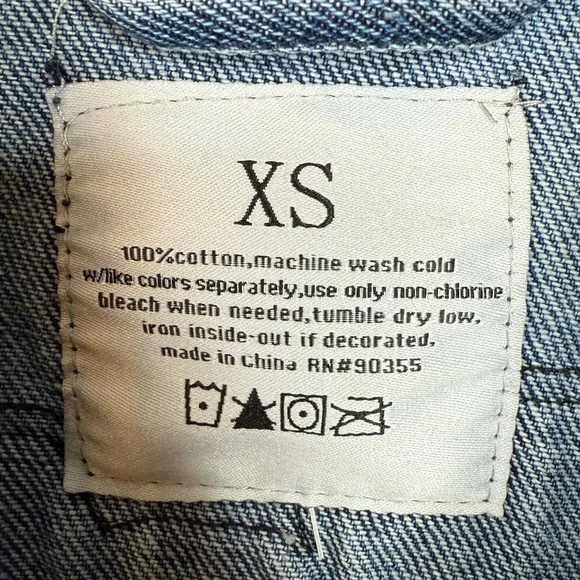 XS
100%cotton,machine wash cold
w/like colors separately,use only non-chlorine
bleach when needed,tumble dry low.
iron inside-out if decorated.
made in China RN#90355